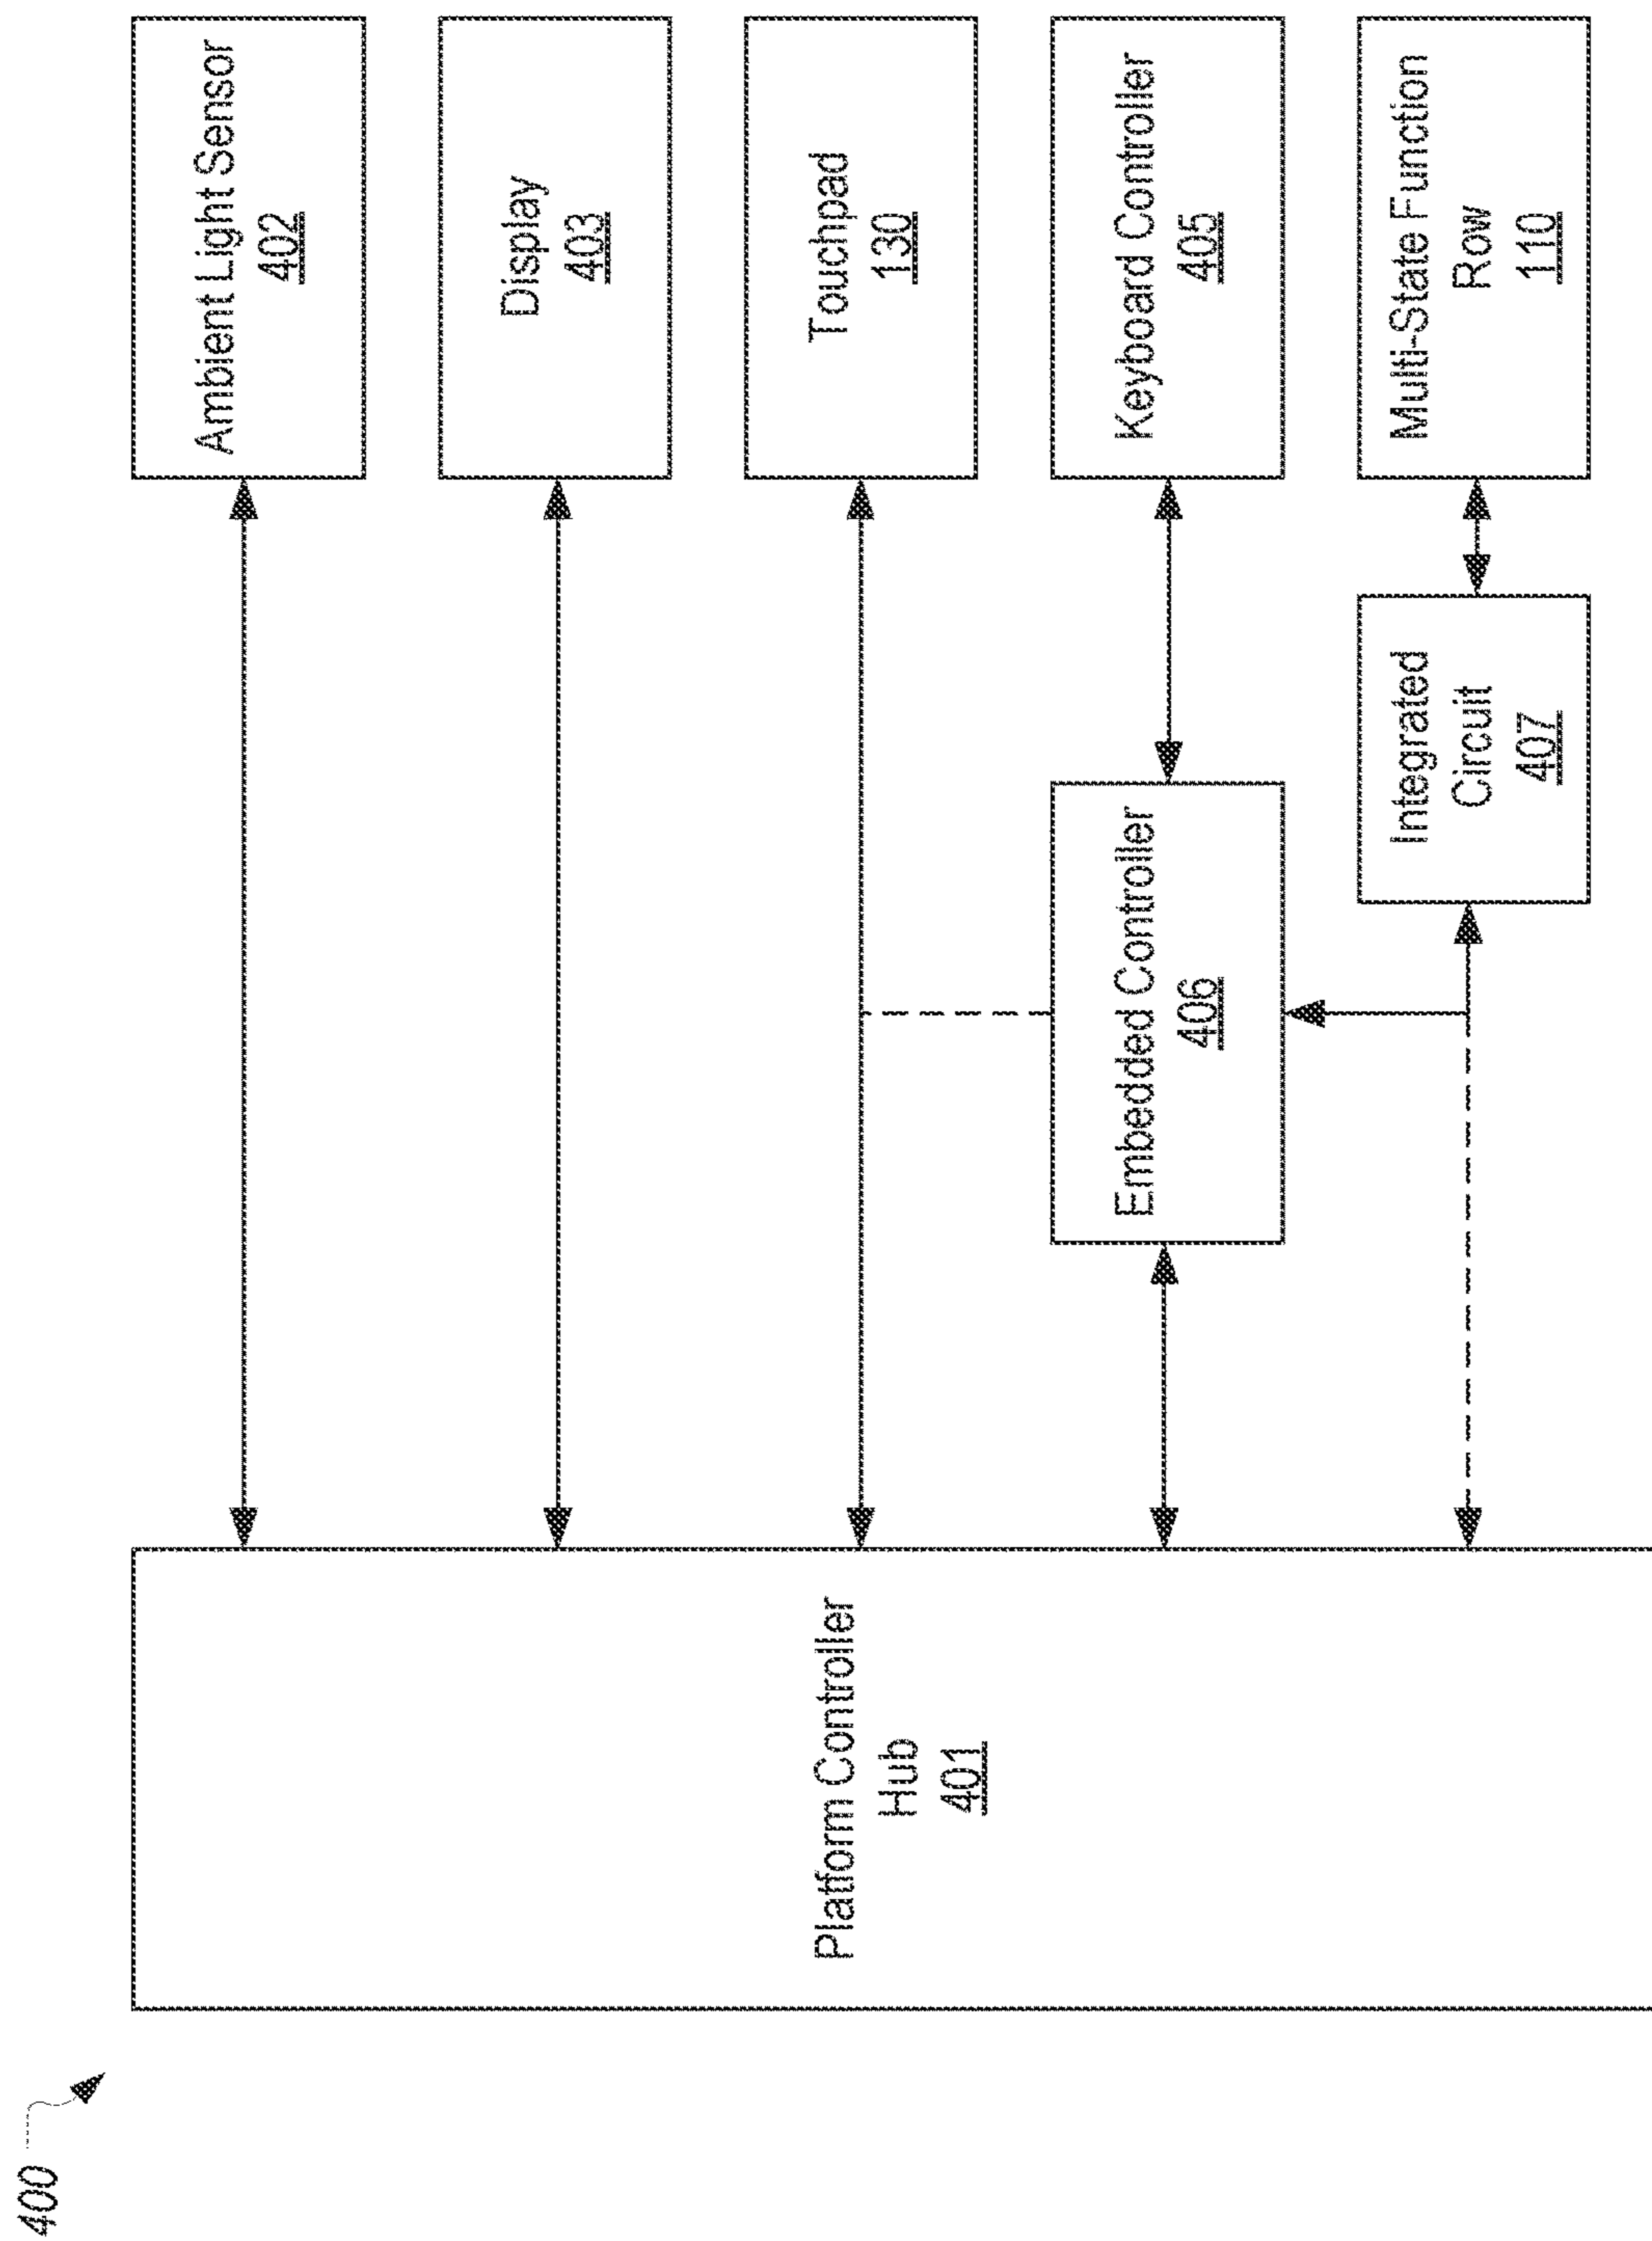 400
Platform Controller
Hub
401
Ambient Light Sensor
402
Display
403
Touchpad
130
Embedded Controller
406
Keyboard Controller
405
Integrated
Circuit
407
Multi-State Function
Row
110